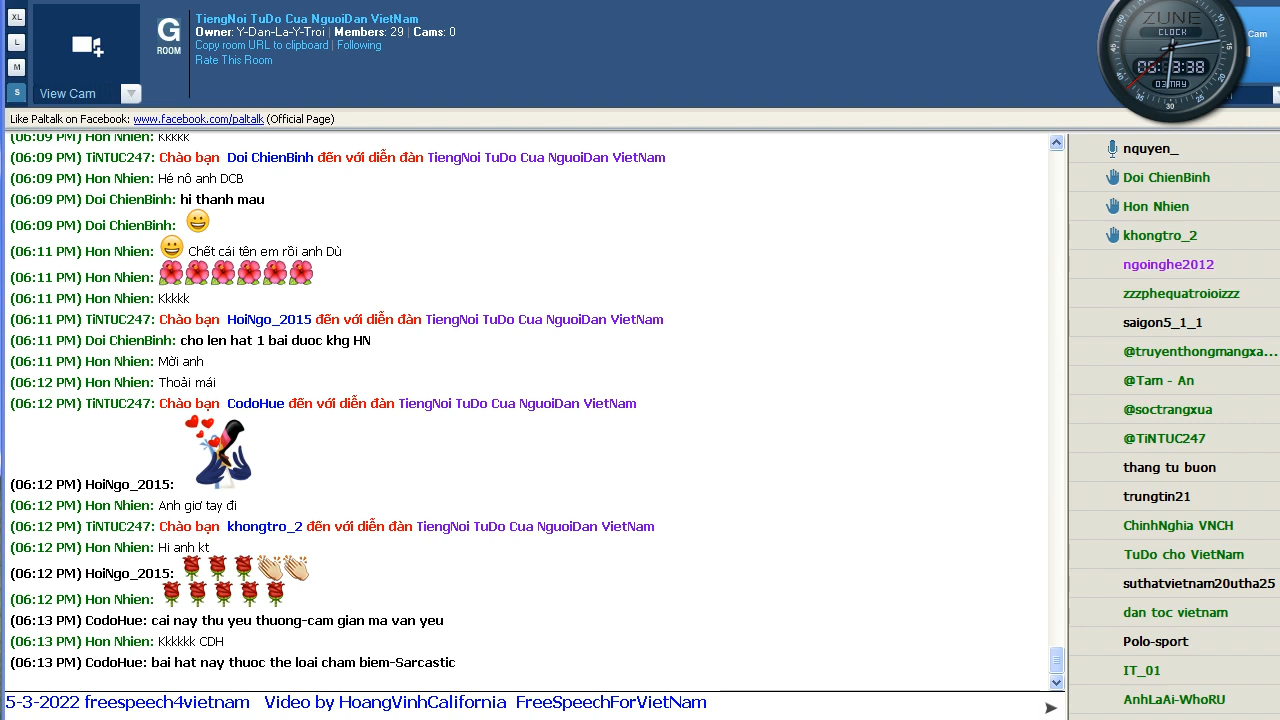 XL
L
M
S
View Cam
G
ROOM
TiengNoi TuDo Cua NguoiDan VietNam
Owner: Y-Dan-La-Y-Troi | Members: 29 | Cams: 0
Copy room URL to clipboard | Following
Rate This Room
ZUNE
CLOCK
03 MAY
Cam
Like Paltalk on Facebook: www.facebook.com/paltalk (Official Page)
(06:09 PM) Hon Nhien: Kkkkk
(06:09 PM) TiNTUC247: Chào bạn Doi ChienBinh đến với diễn đàn TiengNoi TuDo Cua NguoiDan VietNam
(06:09 PM) Hon Nhien: Hé nô anh DCB
(06:09 PM) Doi ChienBinh: hi thanh mau
(06:09 PM) Doi ChienBinh:
(06:11 PM) Hon Nhien: Chết cái tên em rồi anh Dù
(06:11 PM) Hon Nhien:
(06:11 PM) Hon Nhien: Kkkkk
(06:11 PM) TiNTUC247: Chào bạn HoiNgo_2015 đến với diễn đàn TiengNoi TuDo Cua NguoiDan VietNam
(06:11 PM) Doi ChienBinh: cho len hat 1 bai duoc khg HN
(06:11 PM) Hon Nhien: Mời anh
(06:12 PM) Hon Nhien: Thoải mái
(06:12 PM) TiNTUC247: Chào bạn CodoHue đến với diễn đàn TiengNoi TuDo Cua NguoiDan VietNam
(06:12 PM) HoiNgo_2015:
(06:12 PM) Hon Nhien: Anh giơ tay đi
(06:12 PM) TiNTUC247: Chào bạn khongtro_2 đến với diễn đàn TiengNoi TuDo Cua NguoiDan VietNam
(06:12 PM) Hon Nhien: Hi anh kt
(06:12 PM) HoiNgo_2015:
(06:12 PM) Hon Nhien:
(06:13 PM) CodoHue: cai nay thu yeu thuong-cam gian ma van yeu
(06:13 PM) Hon Nhien: Kkkkkk CDH
(06:13 PM) CodoHue: bai hat nay thuoc the loai cham biem-Sarcastic
nquyen_
Doi ChienBinh
Hon Nhien
khongtro_2
ngoinghe2012
zzzphequatroioizzz
saigon5_1_1
@truyenthongmangxa...
@Tam - An
@soctrangxua
@TiNTUC247
thang tu buon
trungtin21
ChinhNghia VNCH
TuDo cho VietNam
suthatvietnam20utha25
dan toc vietnam
Polo-sport
IT_01
AnhLaAi-WhoRU
5-3-2022 freespeech4vietnam Video by HoangVinhCalifornia FreeSpeechForVietNam